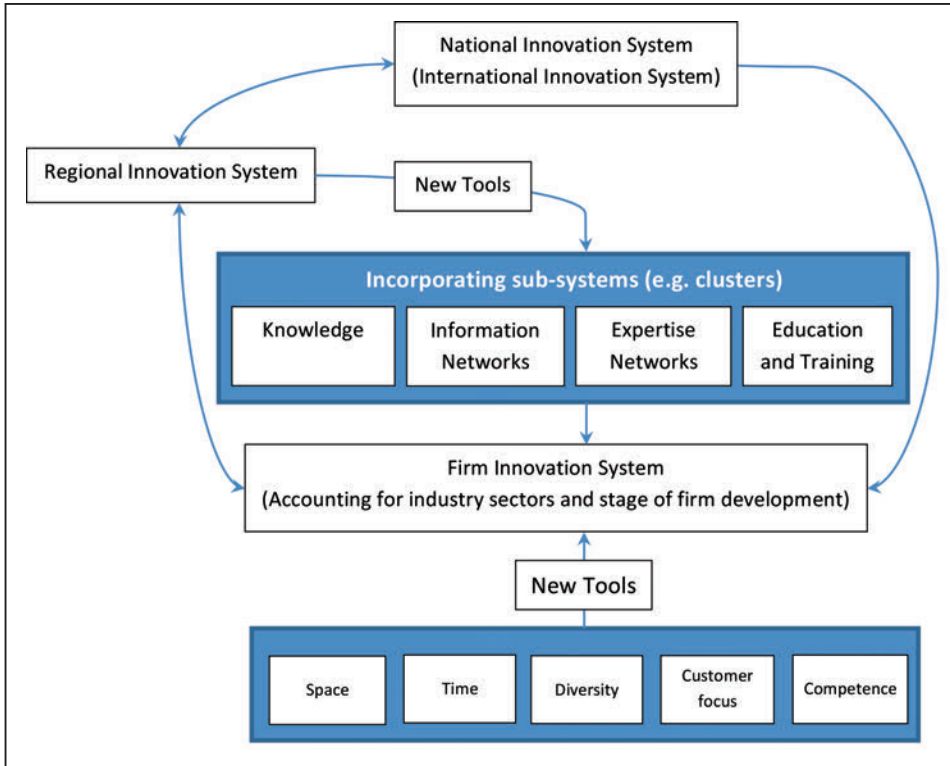 National Innovation System
(International Innovation System)
Regional Innovation System
New Tools
Incorporating sub-systems (e.g. clusters)
Knowledge
Information
Networks
Expertise
Networks
Education
and Training
Firm Innovation System
(Accounting for industry sectors and stage of firm development)
New Tools
Space
Time
Diversity
Customer
focus
Competence